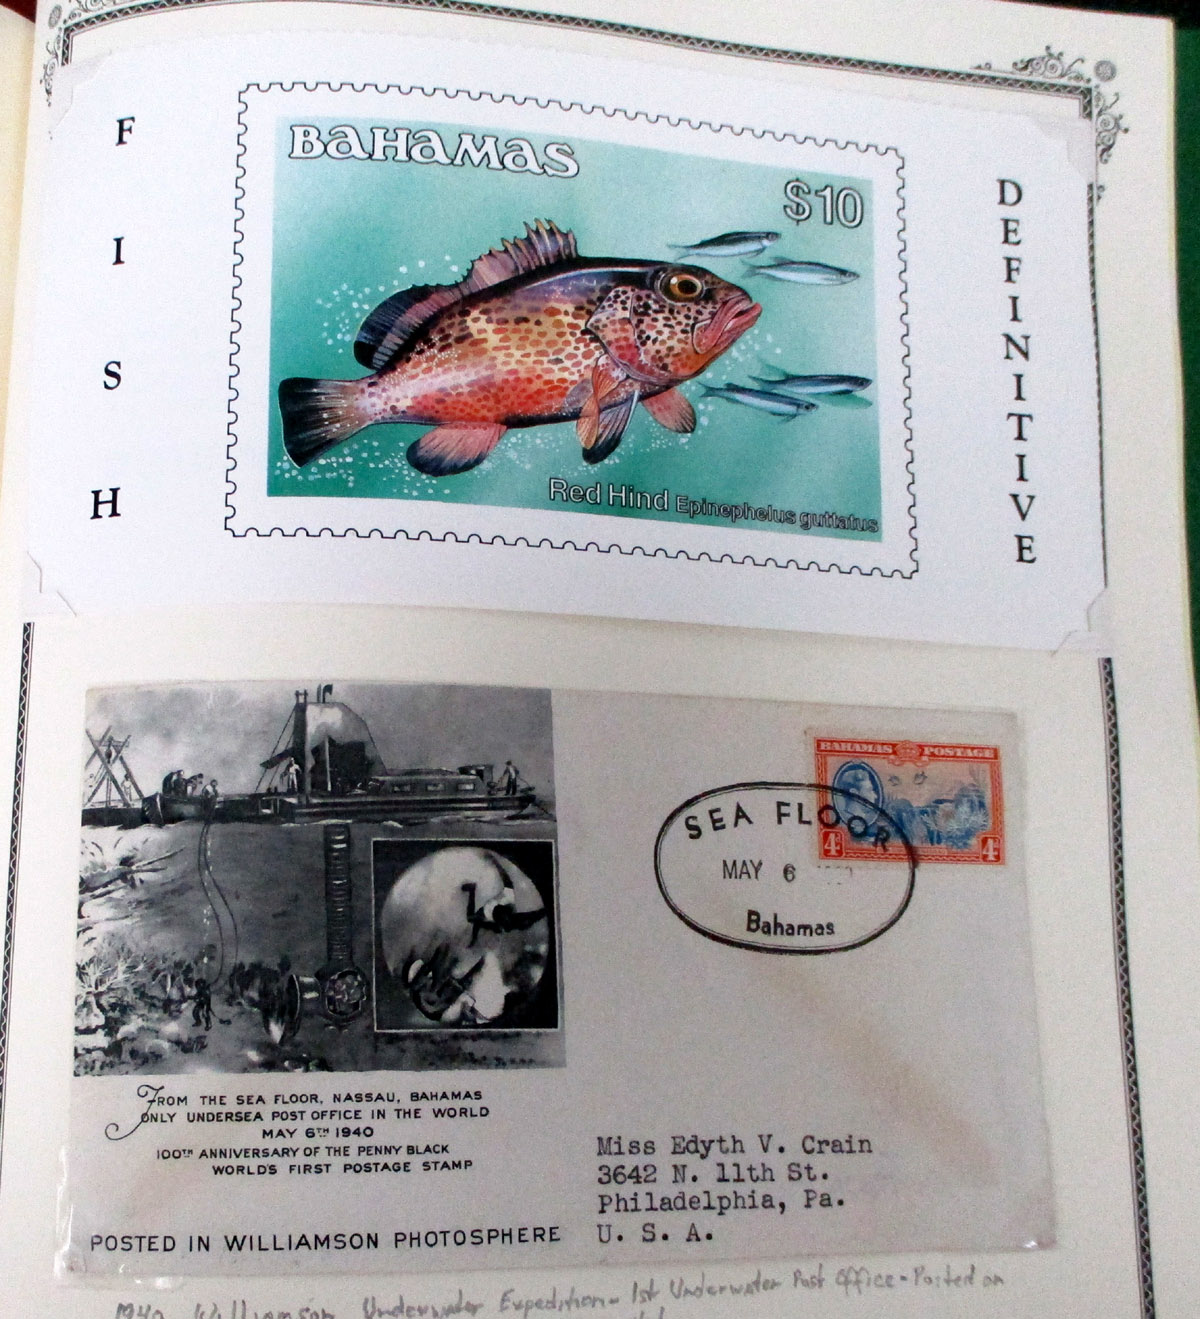 FISH
BAHAMAS
$10
Red Hind Epinephelus guttatus
DEFINITIVE
BAHAMAS POSTAGE
4d 4d
SEA FLOOR
MAY 6
Bahamas
FROM THE SEA FLOOR, NASSAU, BAHAMAS
ONLY UNDERSEA POST OFFICE IN THE WORLD
MAY 6TH 1940
100TH ANNIVERSARY OF THE PENNY BLACK
WORLD'S FIRST POSTAGE STAMP
POSTED IN WILLIAMSON PHOTOSPHERE
Miss Edyth V. Crain
3642 N. 11th St.
Philadelphia, Pa.
U. S. A.
1940 Williamson Underwater Expedition - 1st Underwater Post Office - Posted on